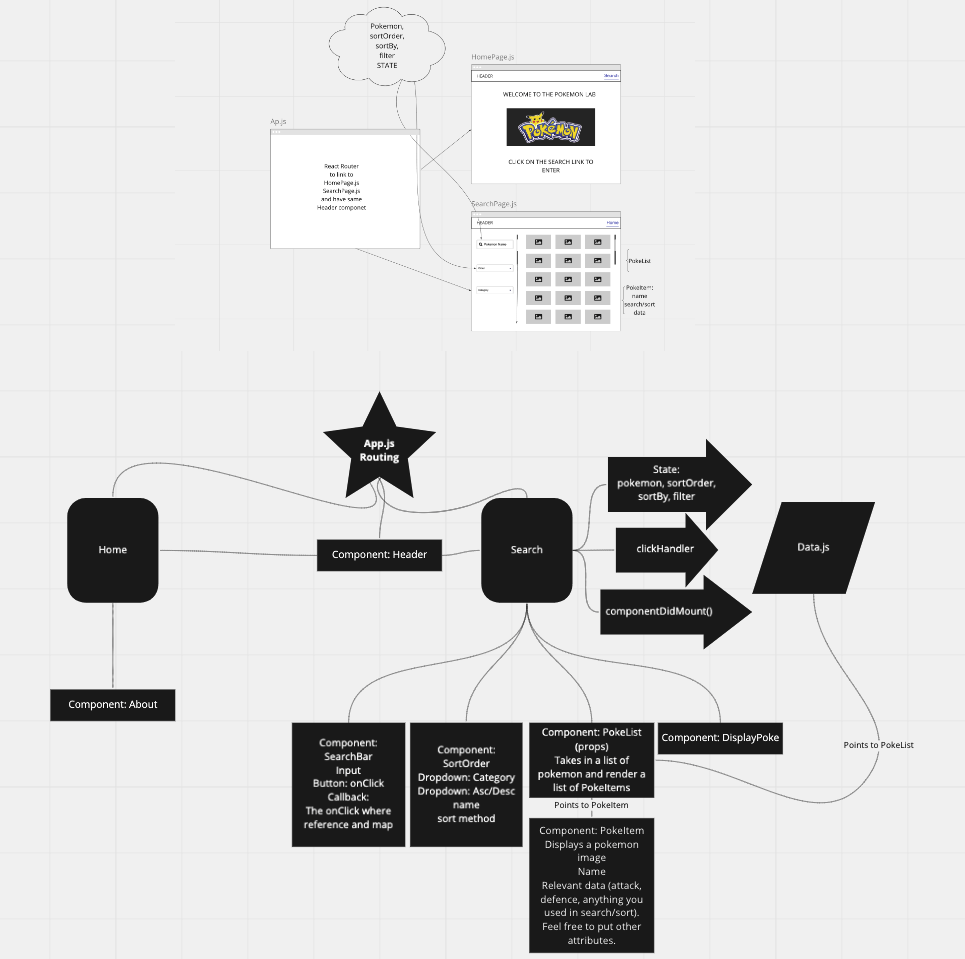 Pokemon,
sortOrder,
sortBy,
filter
STATE
HomePage.js
HEADER
Search
WELCOME TO THE POKEMON LAB
POKéMON
CLICK ON THE SEARCH LINK TO
ENTER
Ap.js
React Router
to link to
HomePage.js
SearchPage.js
and have same
Header componet
SearchPage.js
HEADER
Home
Pokemon Name
Category
PokeList
PokeItem:
name
search/sort
data
App.js
Routing
Home
Component: Header
Search
State:
pokemon, sortOrder,
sortBy, filter
clickHandler
componentDidMount()
Data.js
Component: About
Component:
SearchBar
Input
Button: onClick
Callback:
The onClick where
reference and map
Component:
SortOrder
Dropdown: Category
Dropdown: Asc/Desc
name
sort method
Component: PokeList
(props)
Takes in a list of
pokemon and render a
list of PokeItems
Component: DisplayPoke
Points to PokeList
Points to PokeItem
Component: PokeItem
Displays a pokemon
image
Name
Relevant data (attack,
defence, anything you
used in search/sort).
Feel free to put other
attributes.